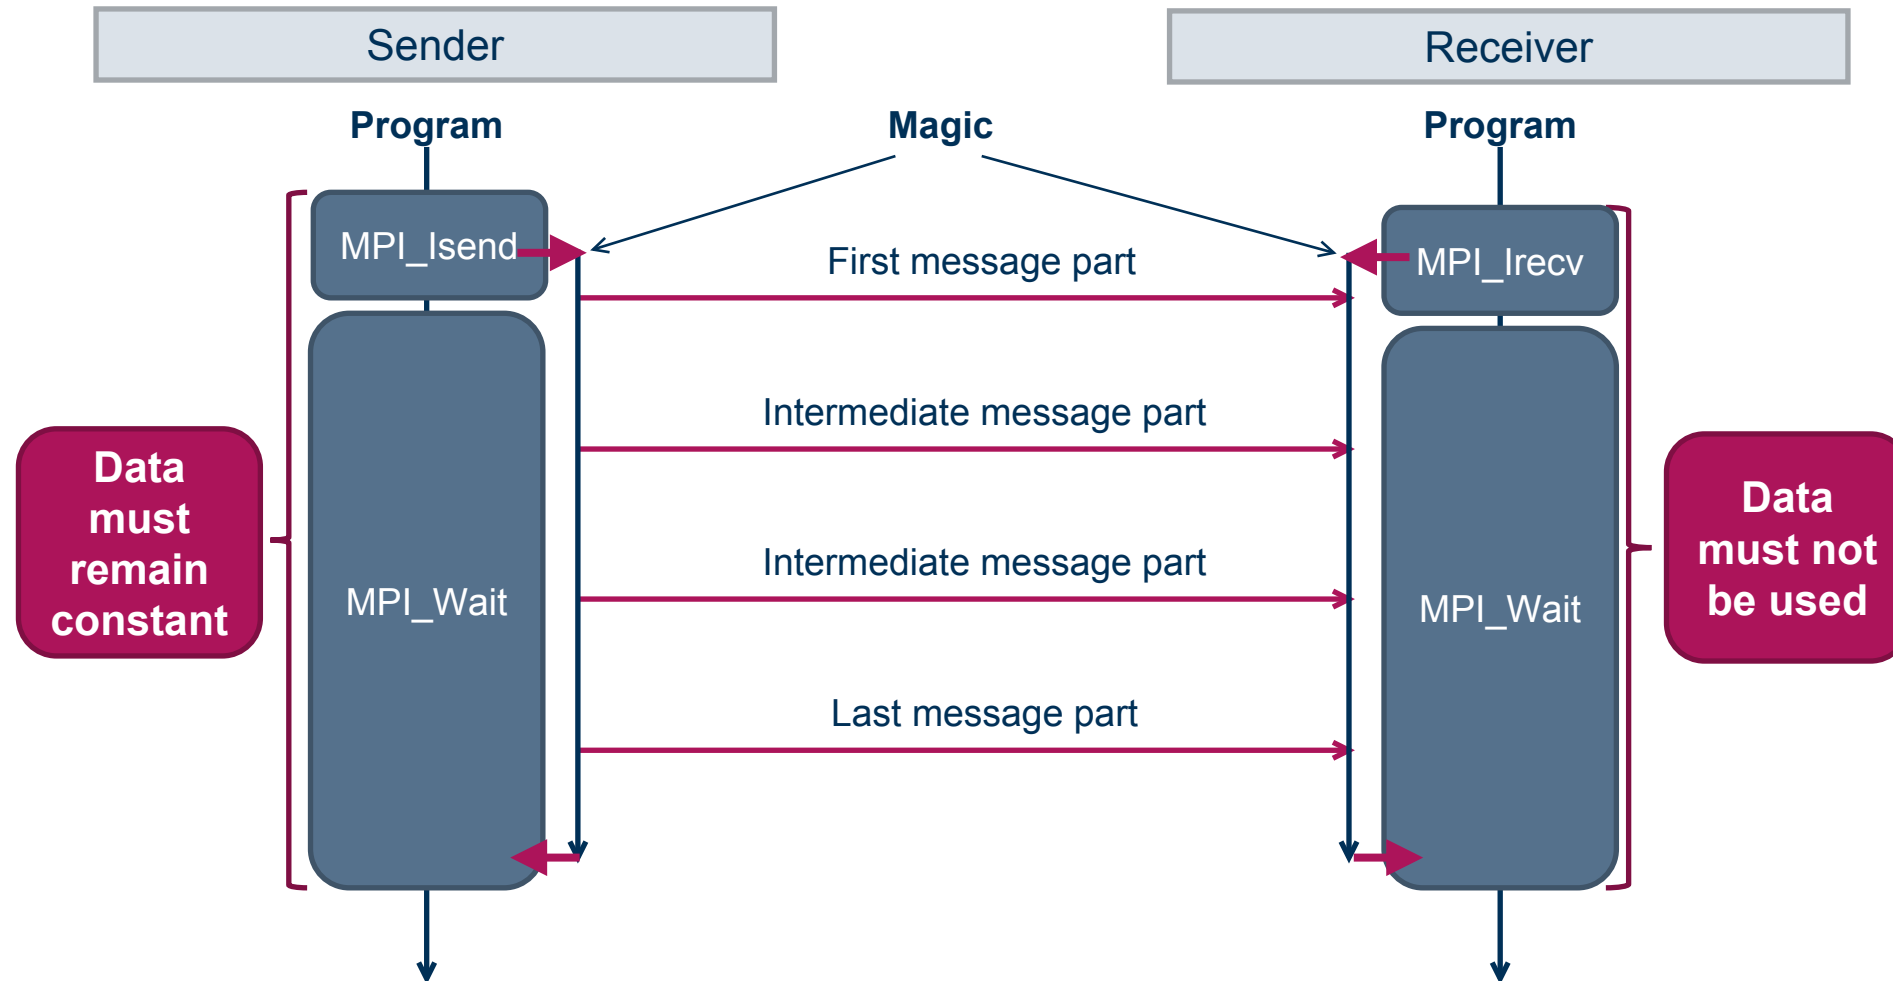 Sender
Receiver
Program
Magic
Program
MPI_Isend
First message part
MPI_Irecv
Intermediate message part
Data
must
remain
constant
Data
must not
be used
Intermediate message part
MPI_Wait
MPI_Wait
Last message part